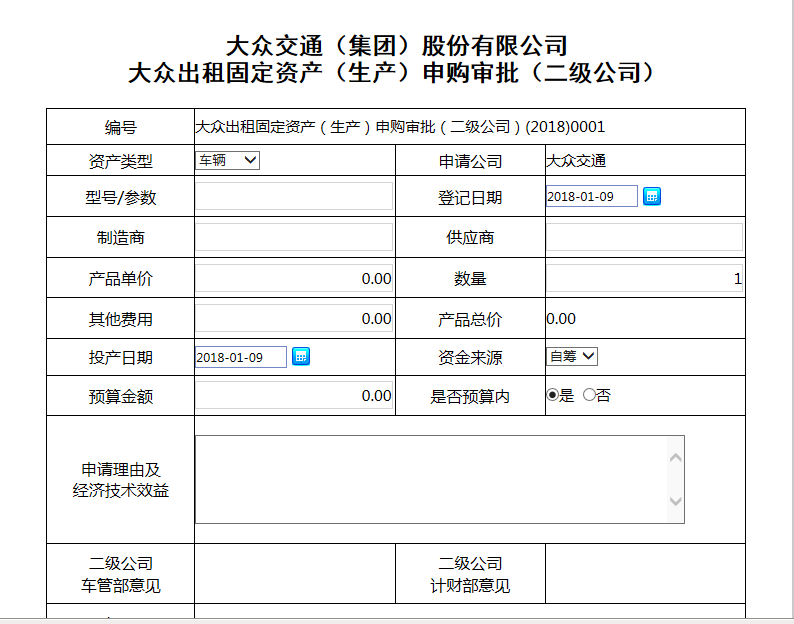 大众交通（集团）股份有限公司
大众出租固定资产（生产）申购审批（二级公司）
编号 大众出租固定资产（生产）申购审批（二级公司）(2018)0001
资产类型 车辆 申请公司 大众交通
型号/参数 登记日期 2018-01-09
制造商 供应商
产品单价 0.00 数量 1
其他费用 0.00 产品总价 0.00
投产日期 2018-01-09 资金来源 自筹
预算金额 0.00 是否预算内 是 否
申请理由及
经济技术效益
二级公司 二级公司
车管部意见 计财部意见